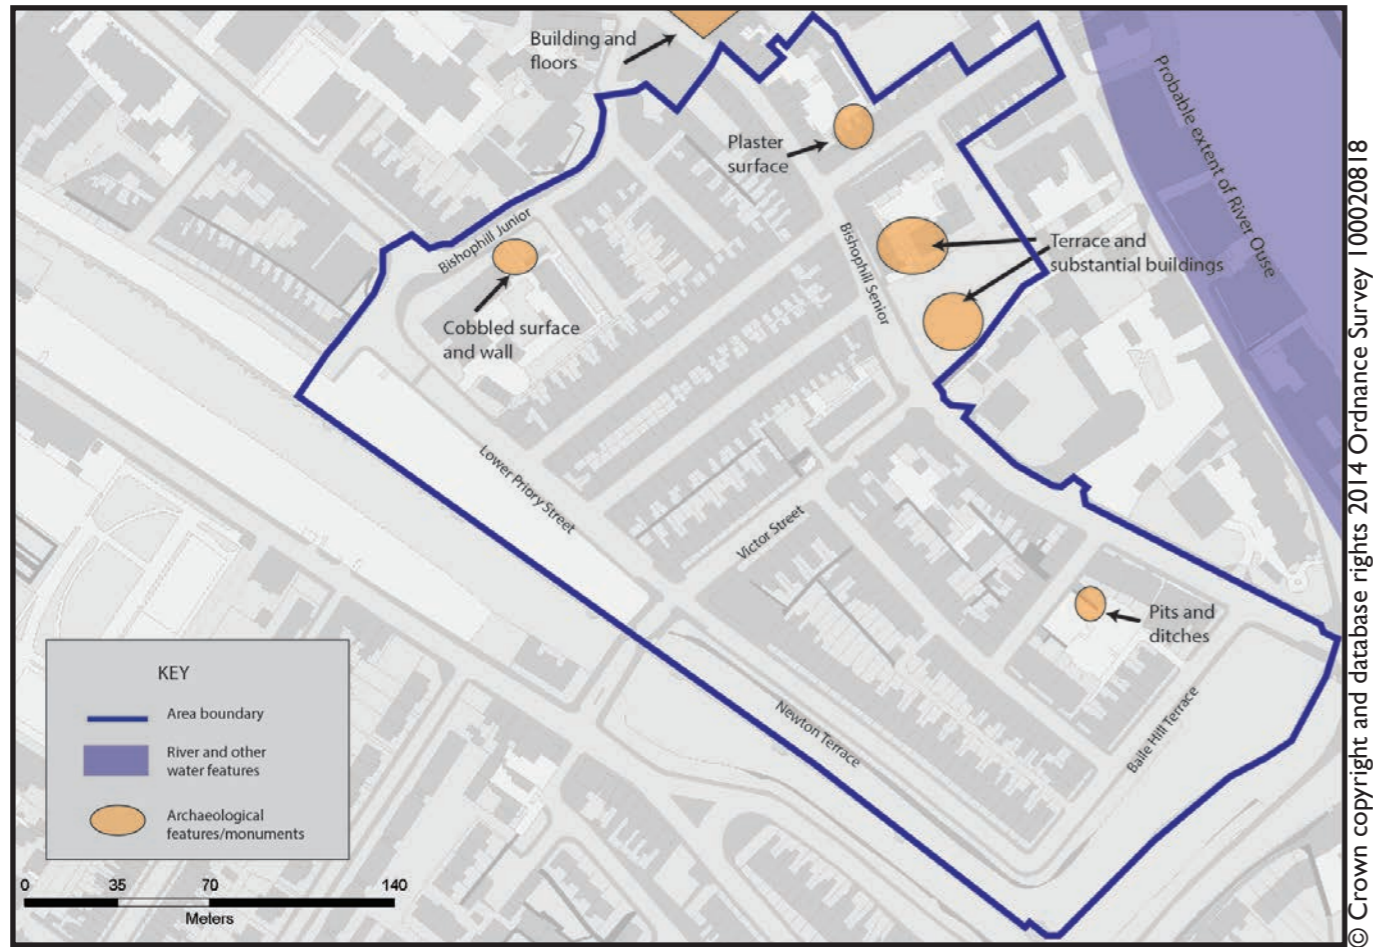 Building and
floors
Probable extent of River Ouse
Plaster
surface
Bishophill Junior
Bishophill Senior
Terrace and
substantial buildings
Cobbled surface
and wall
Lower Priory Street
Victor Street
Pits and
ditches
Newton Terrace
Baile Hill Terrace
KEY
Area boundary
River and other
water features
Archaeological
features/monuments
0 35 70 140
Meters
© Crown copyright and database rights 2014 Ordnance Survey 100020818